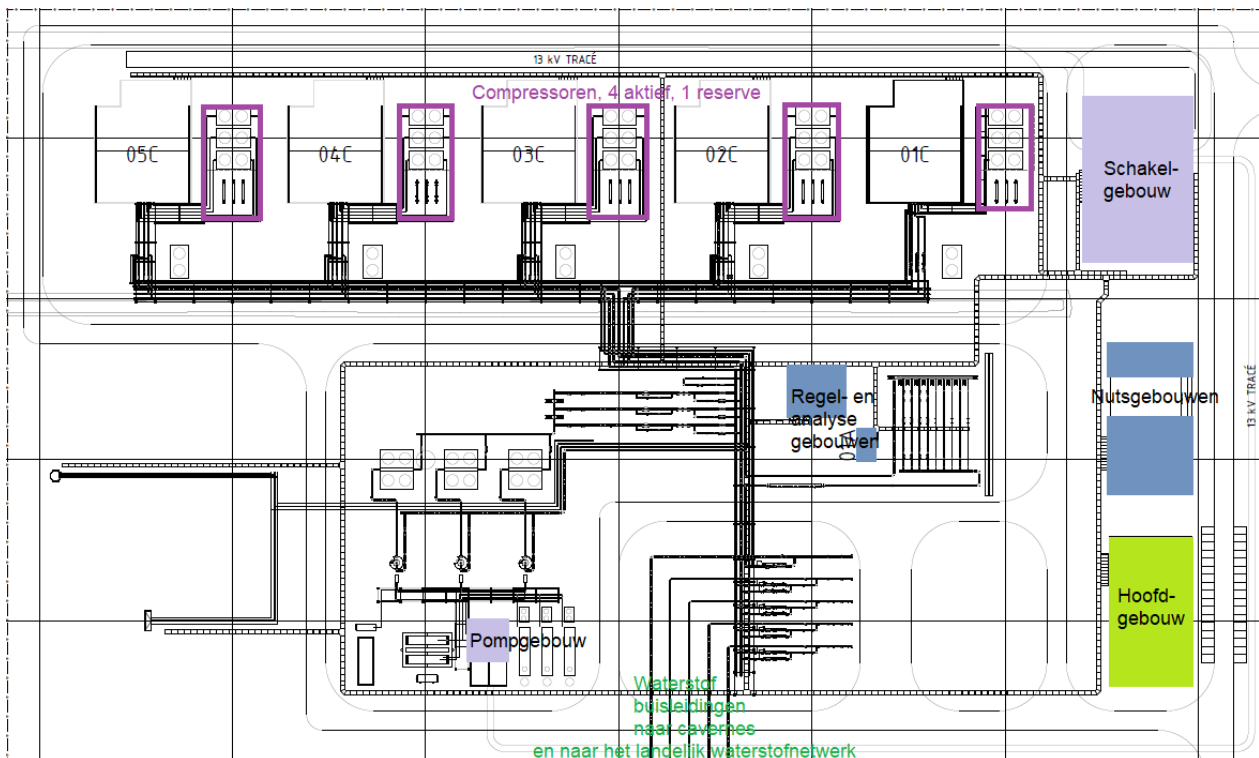 13 kV TRACÉ
Compressoren, 4 aktief, 1 reserve
05C
04C
03C
02C
01C
Schakel-
gebouw
Regel- en
analyse
gebouwen
01A
Nutsgebouwen
13 kV TRACÉ
Hoofd-
gebouw
Pompgebouw
Waterstof
buisleidingen
naar cavernes
en naar het landelijk waterstofnetwerk